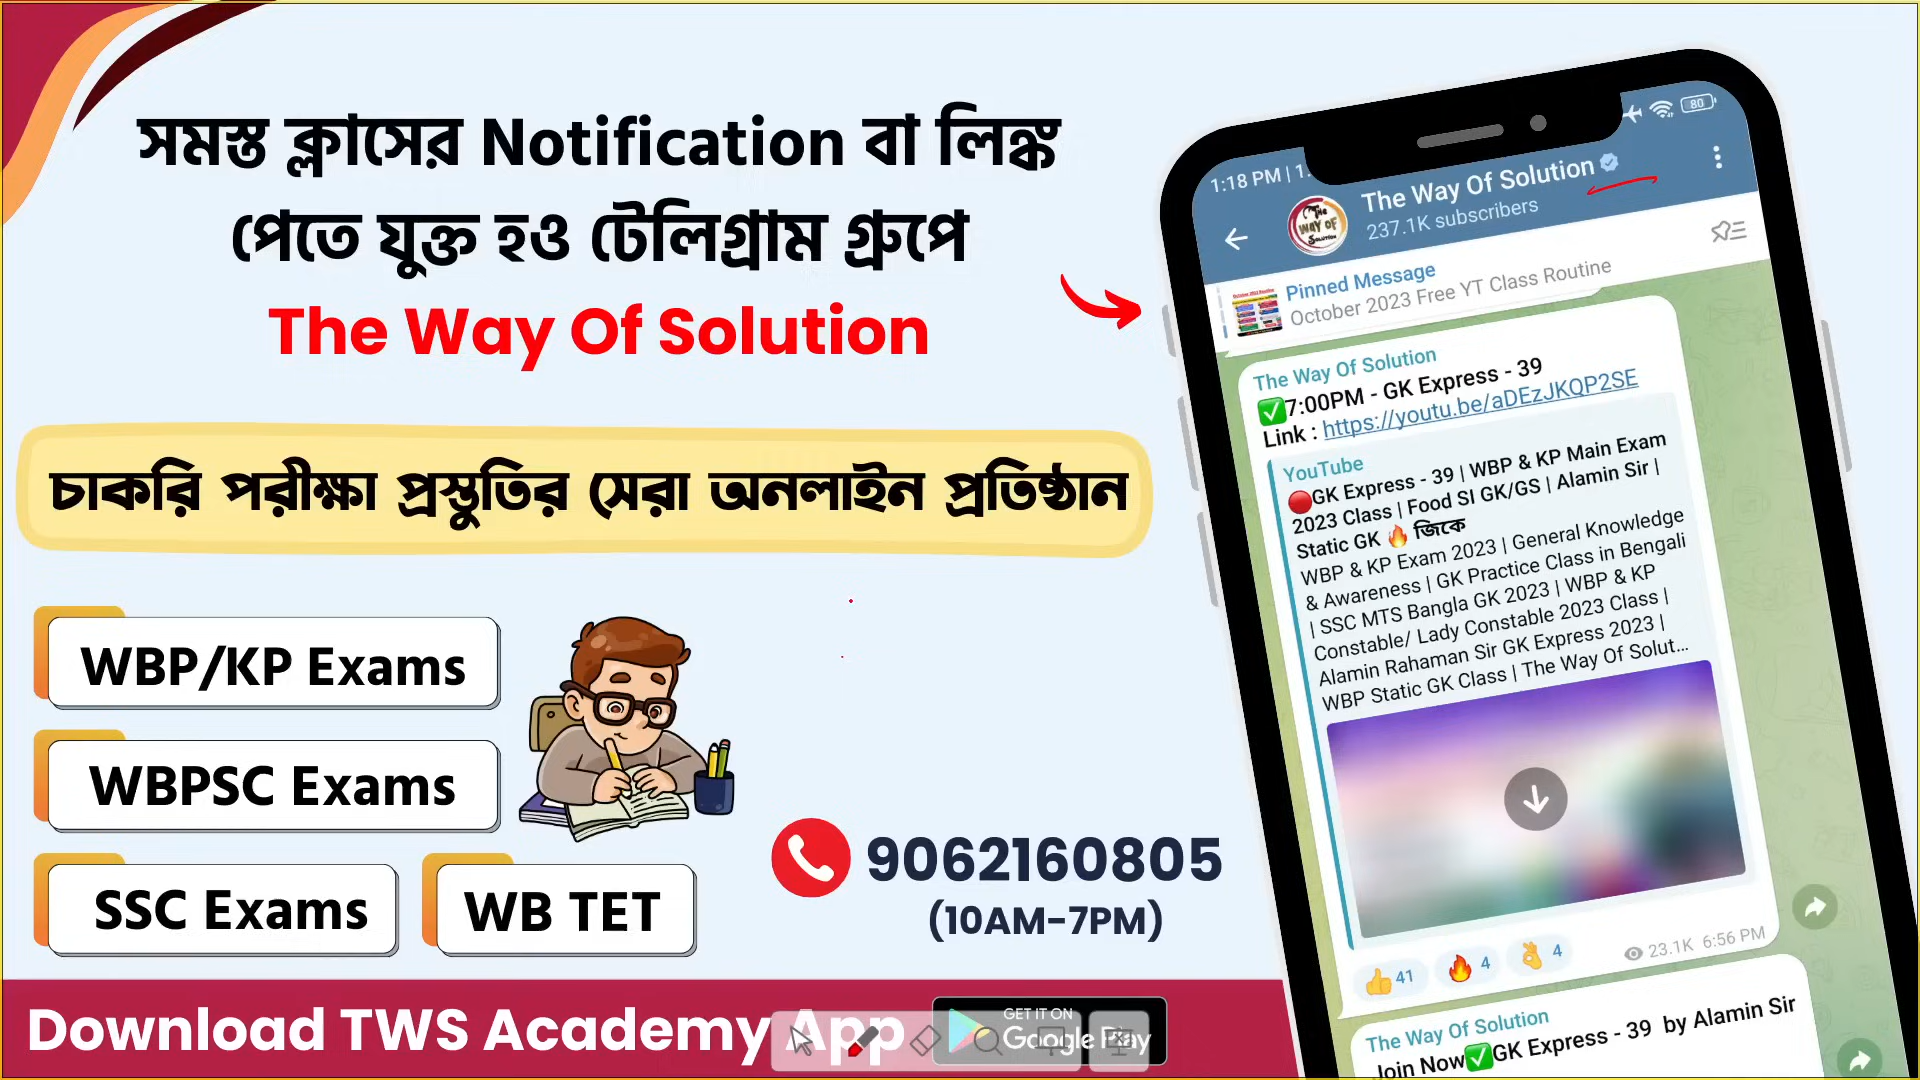 সমস্ত ক্লাসের Notification বা লিঙ্ক
পেতে যুক্ত হও টেলিগ্রাম গ্রুপে
The Way Of Solution
চাকরি পরীক্ষা প্রস্তুতির সেরা অনলাইন প্রতিষ্ঠান
WBP/KP Exams
WBPSC Exams
SSC Exams
WB TET
9062160805
(10AM-7PM)
Download TWS Academy App
GET IT ON
Google Play
1:18 PM | 1.
80
The Way Of Solution
237.1K subscribers
The
WAY OF
Solution
Pinned Message
October 2023 Free YT Class Routine
The Way Of Solution
✅7:00PM - GK Express - 39
Link : https://youtu.be/aDEzJKQP2SE
YouTube
🔴GK Express - 39 | WBP & KP Main Exam
2023 Class | Food SI GK/GS | Alamin Sir |
Static GK 🔥 জিকে
WBP & KP Exam 2023 | General Knowledge
& Awareness | GK Practice Class in Bengali
| SSC MTS Bangla GK 2023 | WBP & KP
Constable/ Lady Constable 2023 Class |
Alamin Rahaman Sir GK Express 2023 |
WBP Static GK Class | The Way Of Solut...
👍41 🔥 4 👌 4
23.1K 6:56 PM
The Way Of Solution
Join Now✅GK Express - 39 by Alamin Sir